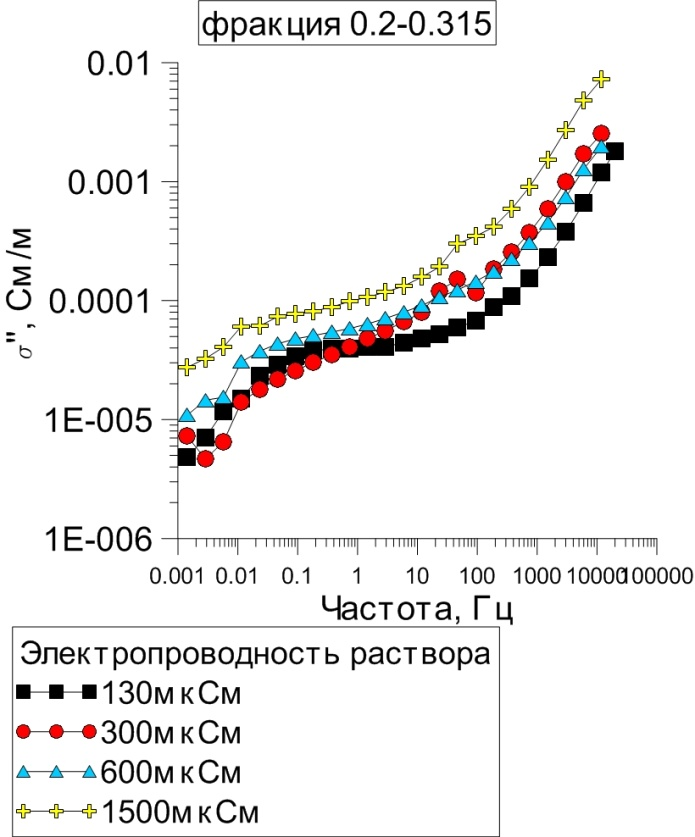 фракция 0.2-0.315
0.01
0.001
0.0001
1E-005
1E-006
σ'', См/м
0.001 0.01 0.1 1 10 100 1000 10000 100000
Частота, Гц
Электропроводность раствора
130мкСм
300мкСм
600мкСм
1500мкСм